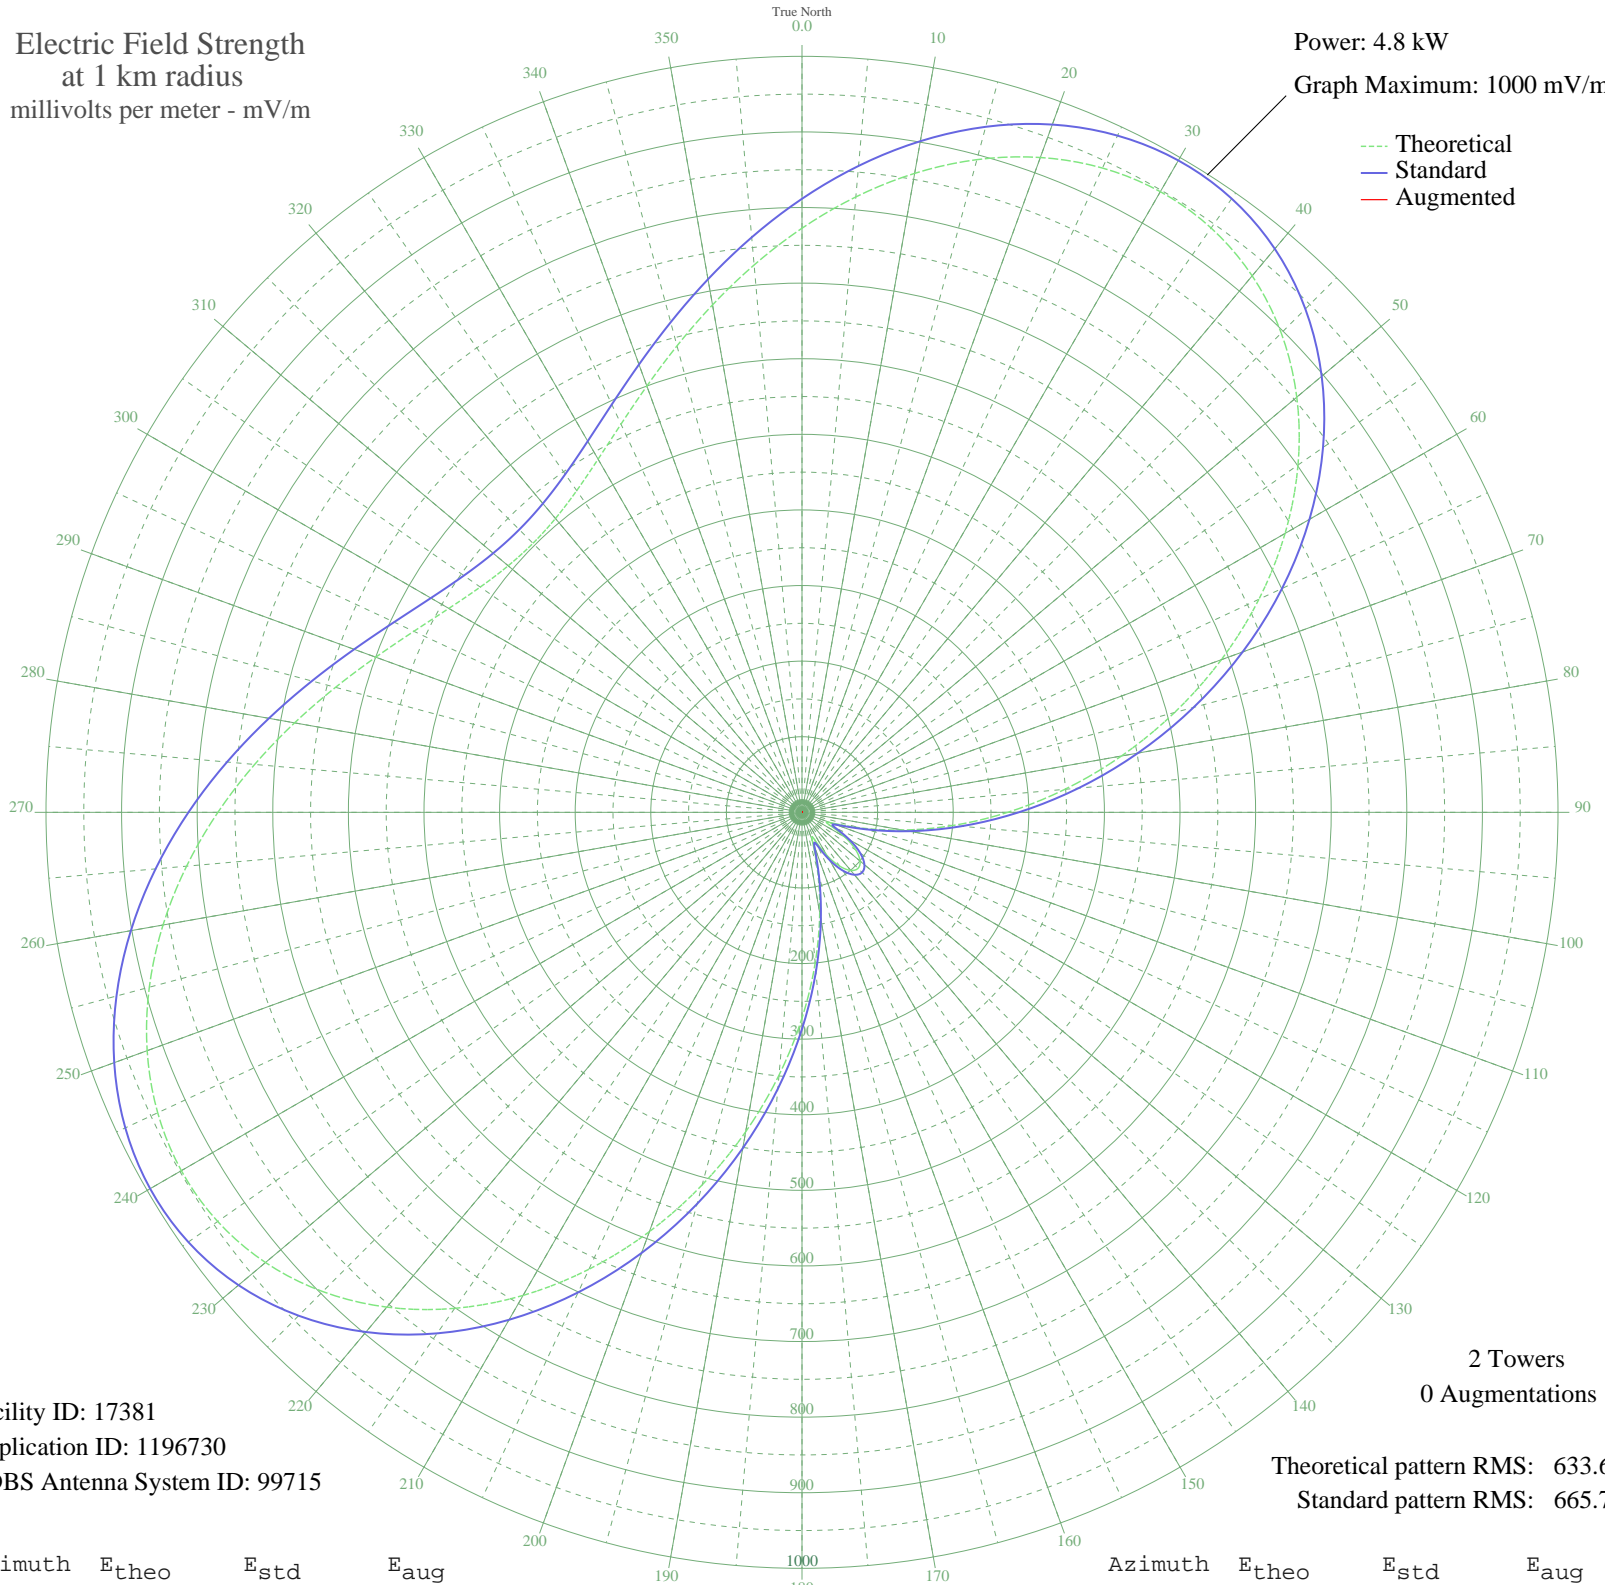 True North
0.0
Electric Field Strength
at 1 km radius
millivolts per meter - mV/m
Power: 4.8 kW
Graph Maximum: 1000 mV/m
Theoretical
Standard
Augmented
10
20
30
40
50
60
70
80
90
100
110
120
130
140
150
160
170
190
200
210
220
230
240
250
260
270
280
290
300
310
320
330
340
350
200
300
400
500
600
700
800
900
1000
2 Towers
0 Augmentations
cility ID: 17381
plication ID: 1196730
DBS Antenna System ID: 99715
Theoretical pattern RMS: 633.6
Standard pattern RMS: 665.7
imuth Etheo Estd Eaug
Azimuth Etheo Estd Eaug